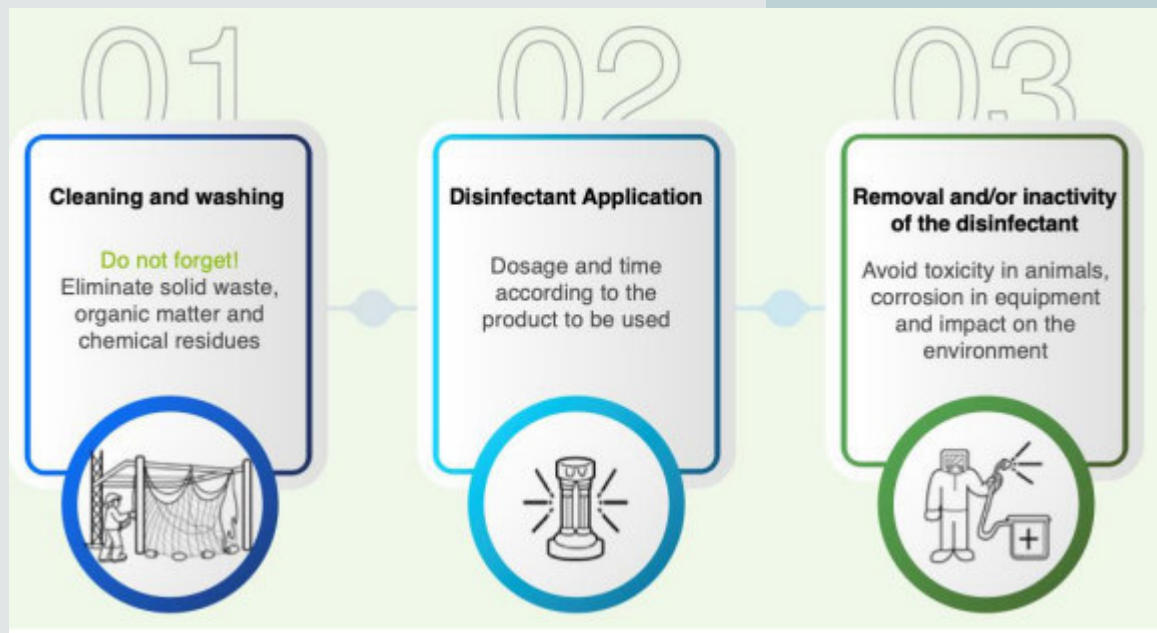 01
Cleaning and washing
Do not forget!
Eliminate solid waste,
organic matter and
chemical residues
02
Disinfectant Application
Dosage and time
according to the
product to be used
03
Removal and/or inactivity
of the disinfectant
Avoid toxicity in animals,
corrosion in equipment
and impact on the
environment